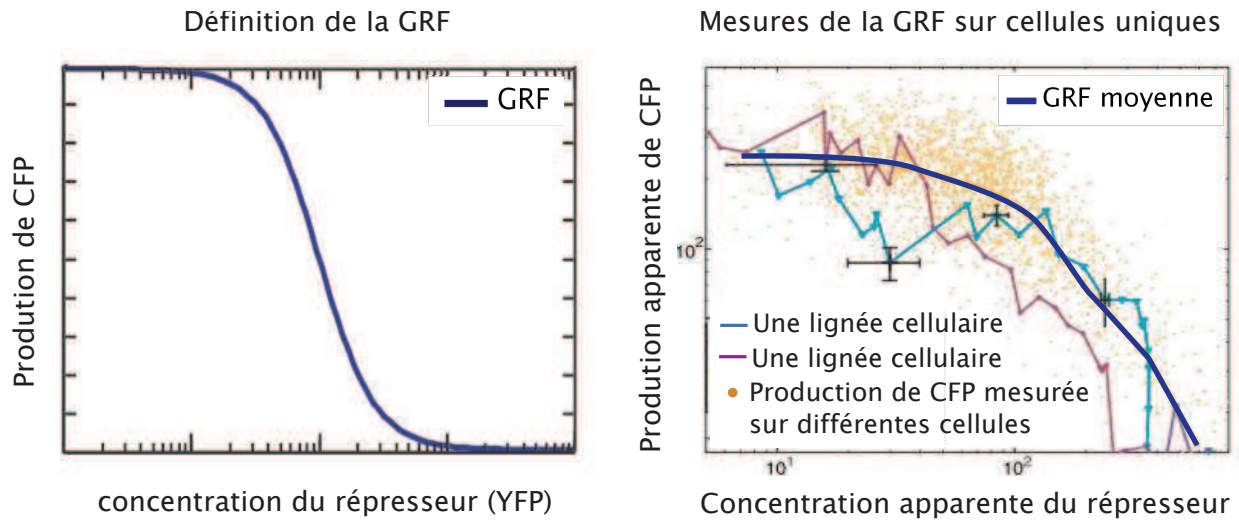 Définition de la GRF
GRF
Prodution de CFP
concentration du répresseur (YFP)
Mesures de la GRF sur cellules uniques
GRF moyenne
Prodution apparente de CFP
10²
Une lignée cellulaire
Une lignée cellulaire
Production de CFP mesurée
sur différentes cellules
10¹
10²
Concentration apparente du répresseur